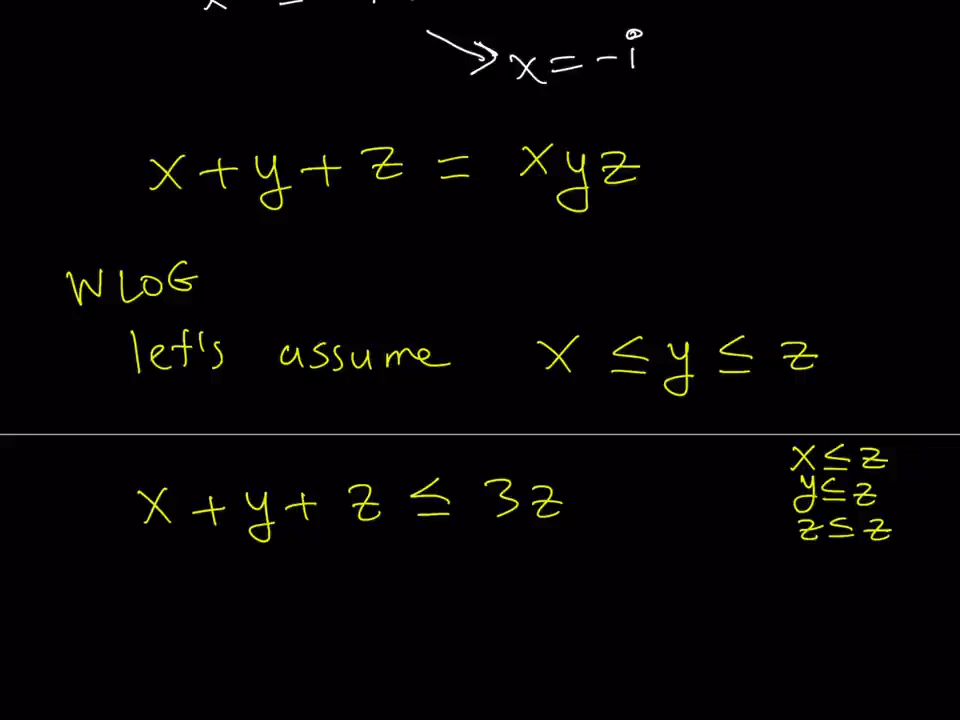 x = -i
x + y + z = xyz
WLOG
let's assume x ≤ y ≤ z
x ≤ z
y ≤ z
z ≤ z
x + y + z ≤ 3z